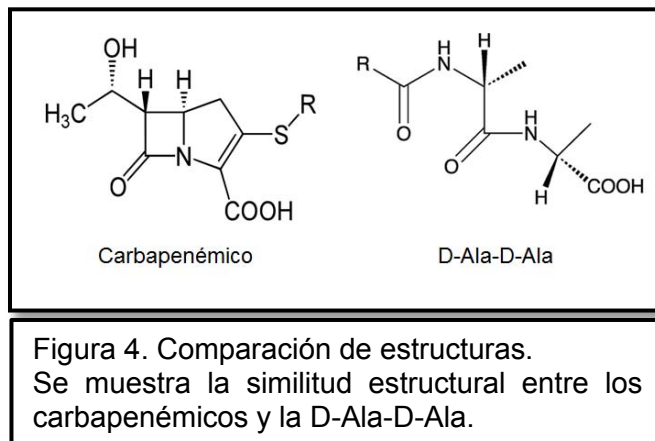 OH
H H
H₃C
R
S
N
O
COOH
R
H
N
H
O
O
H
N
H
COOH
Carbapenémico
D-Ala-D-Ala
Figura 4. Comparación de estructuras.
Se muestra la similitud estructural entre los
carbapenémicos y la D-Ala-D-Ala.